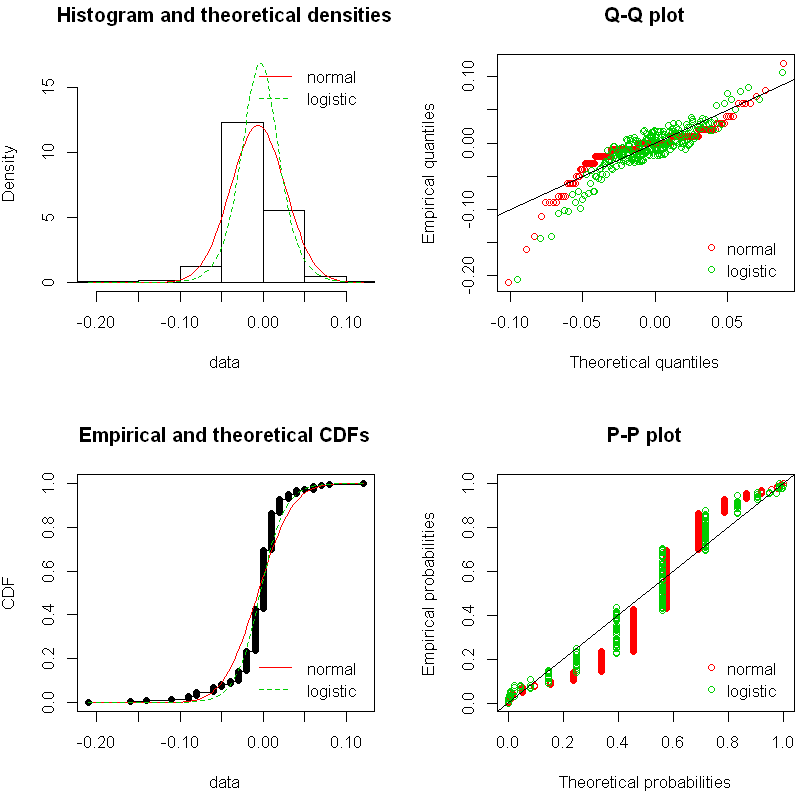 Histogram and theoretical densities
Density
15
10
5
0
normal
logistic
-0.20
-0.10
0.00
0.10
data
Q-Q plot
Empirical quantiles
0.10
0.00
-0.10
-0.20
normal
logistic
-0.10
-0.05
0.00
0.05
Theoretical quantiles
Empirical and theoretical CDFs
CDF
1.0
0.8
0.6
0.4
0.2
0.0
normal
logistic
-0.20
-0.10
0.00
0.10
data
P-P plot
Empirical probabilities
1.0
0.8
0.6
0.4
0.2
0.0
normal
logistic
0.0
0.2
0.4
0.6
0.8
1.0
Theoretical probabilities